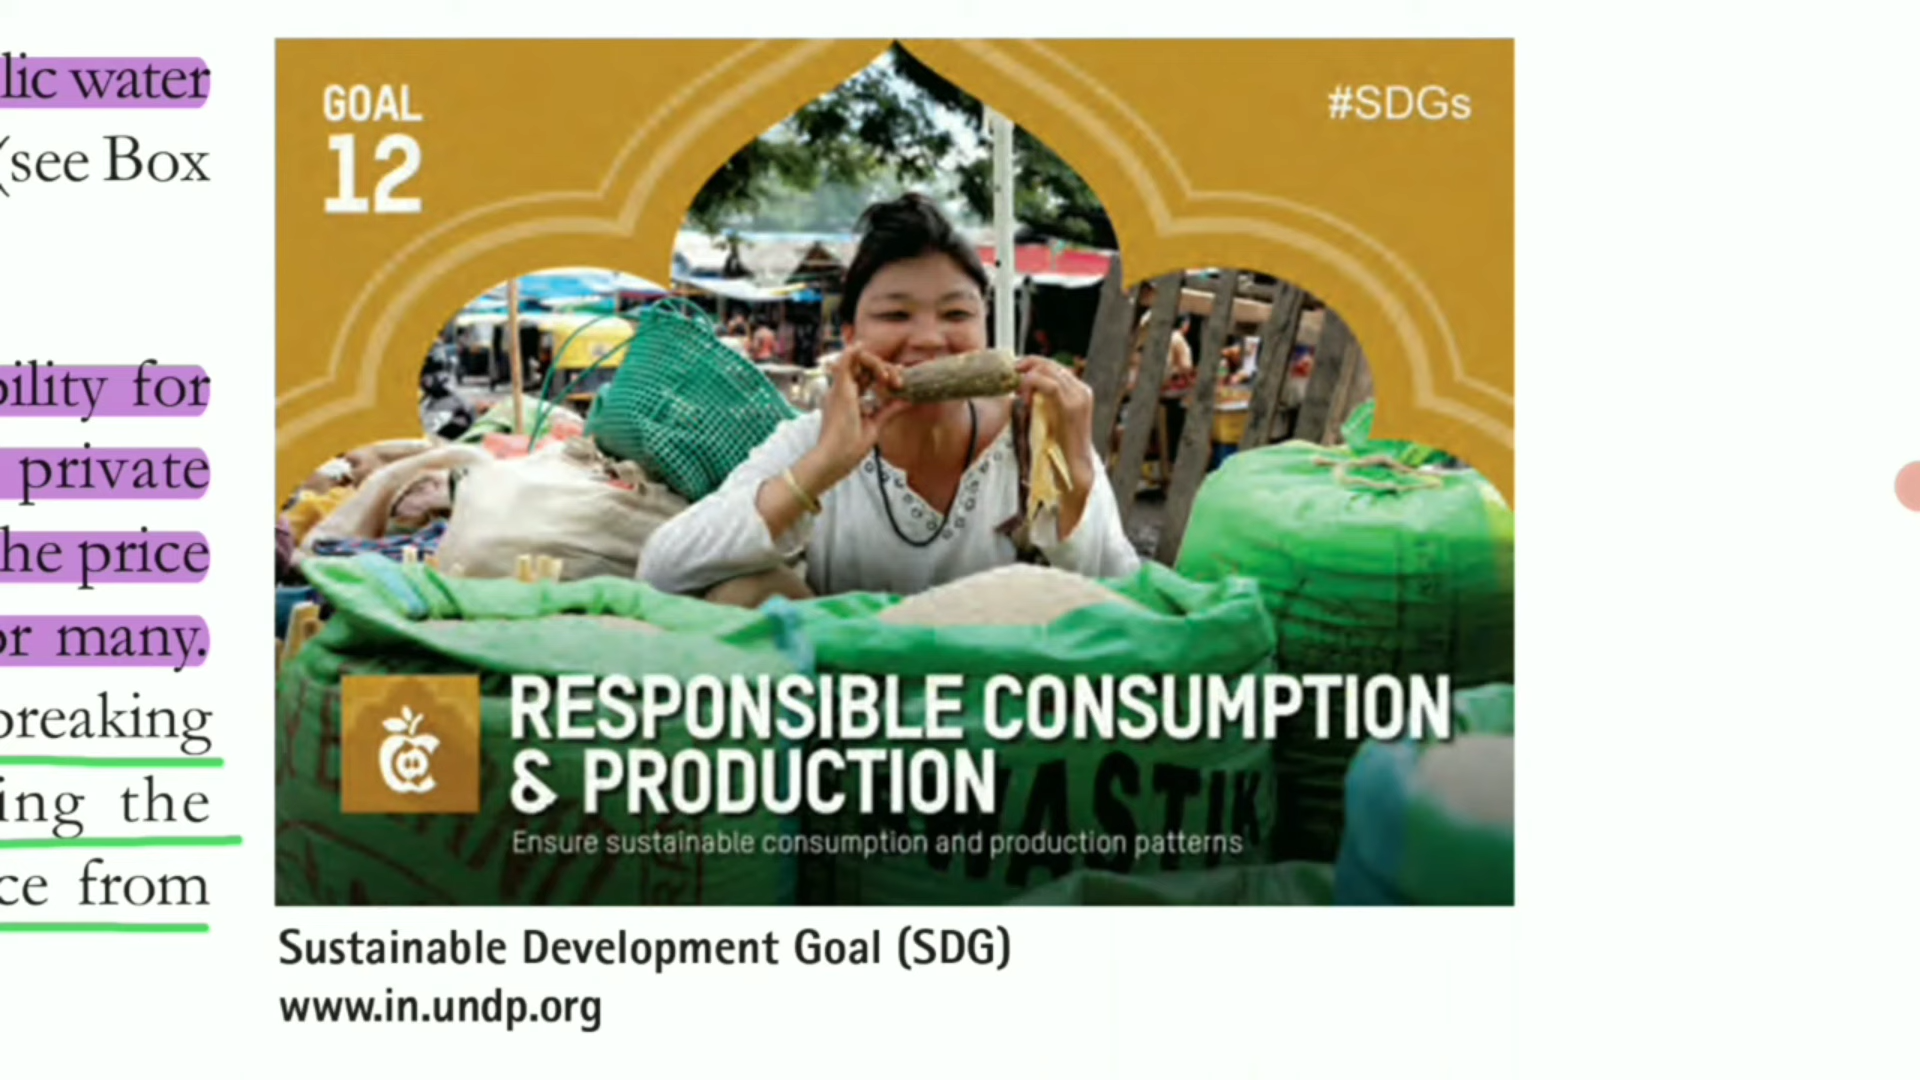 lic water
(see Box
ility for
private
he price
or many.
breaking
ing the
ce from
GOAL
12
#SDGs
RESPONSIBLE CONSUMPTION
& PRODUCTION
Ensure sustainable consumption and production patterns
Sustainable Development Goal (SDG)
www.in.undp.org